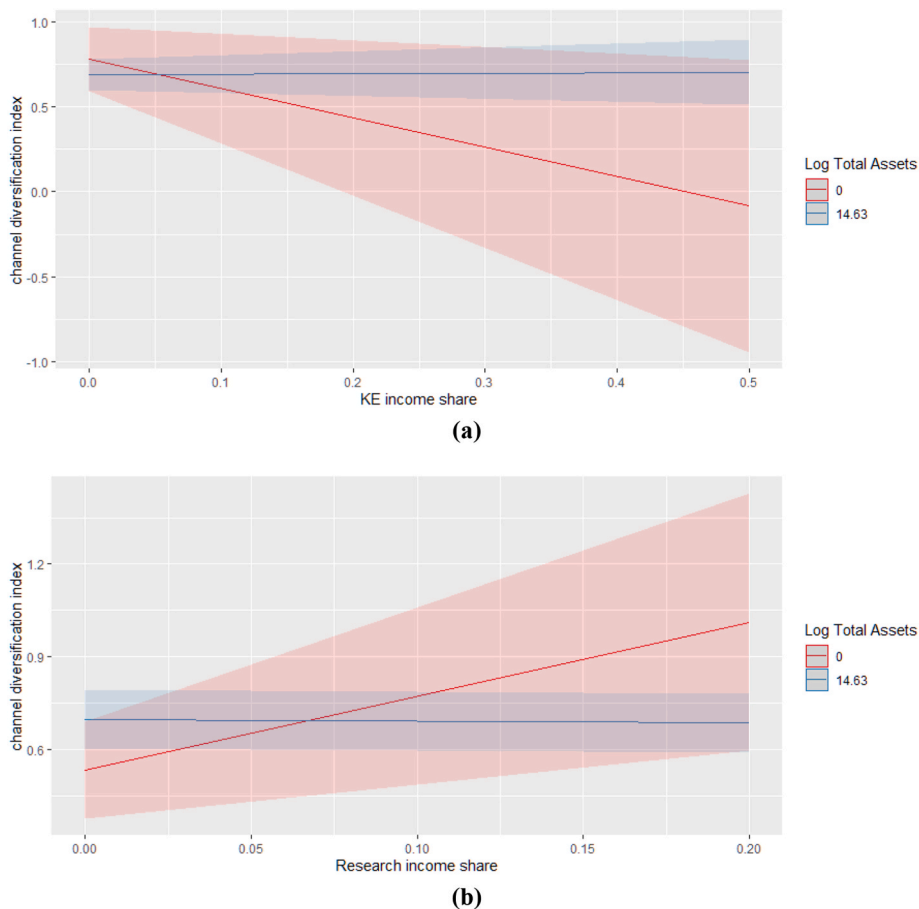 1.0
0.5
0.0
-0.5
-1.0
channel diversification index
0.0 0.1 0.2 0.3 0.4 0.5
KE income share
Log Total Assets
0
14.63
(a)
1.2
0.9
0.6
channel diversification index
0.00 0.05 0.10 0.15 0.20
Research income share
Log Total Assets
0
14.63
(b)